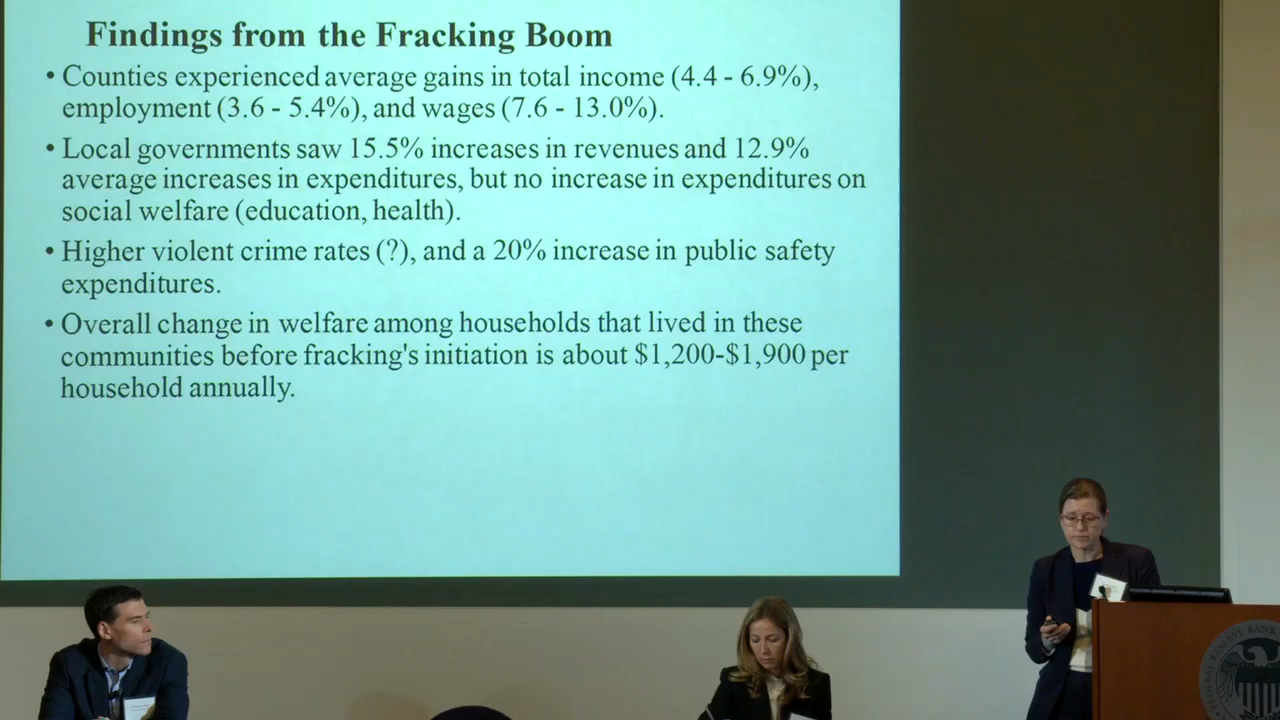 Findings from the Fracking Boom
• Counties experienced average gains in total income (4.4 - 6.9%),
employment (3.6 - 5.4%), and wages (7.6 - 13.0%).
• Local governments saw 15.5% increases in revenues and 12.9%
average increases in expenditures, but no increase in expenditures on
social welfare (education, health).
• Higher violent crime rates (?), and a 20% increase in public safety
expenditures.
• Overall change in welfare among households that lived in these
communities before fracking's initiation is about $1,200-$1,900 per
household annually.
FEDERAL RESERVE BANK